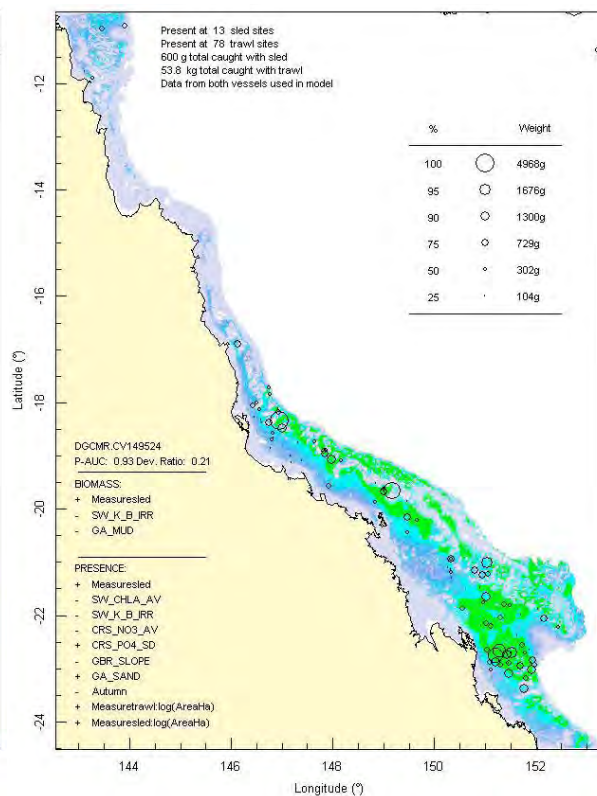 Present at 13 sled sites
Present at 78 trawl sites
600 g total caught with sled
53.8 kg total caught with trawl
Data from both vessels used in model
% Weight
100 4968g
95 1676g
90 1300g
75 729g
50 302g
25 104g
-12
-14
-16
-18
-20
-22
-24
Latitude (°)
DGCMR.CV149524
P-AUC: 0.93 Dev. Ratio: 0.21
BIOMASS:
+ Measuresled
- SW_K_B_IRR
- GA_MUD
PRESENCE:
+ Measuresled
- SW_CHLA_AV
- SW_K_B_IRR
- CRS_NO3_AV
+ CRS_PO4_SD
- GBR_SLOPE
+ GA_SAND
- Autumn
+ Measuretrawl:log(AreaHa)
+ Measuresled:log(AreaHa)
144 146 148 150 152
Longitude (°)